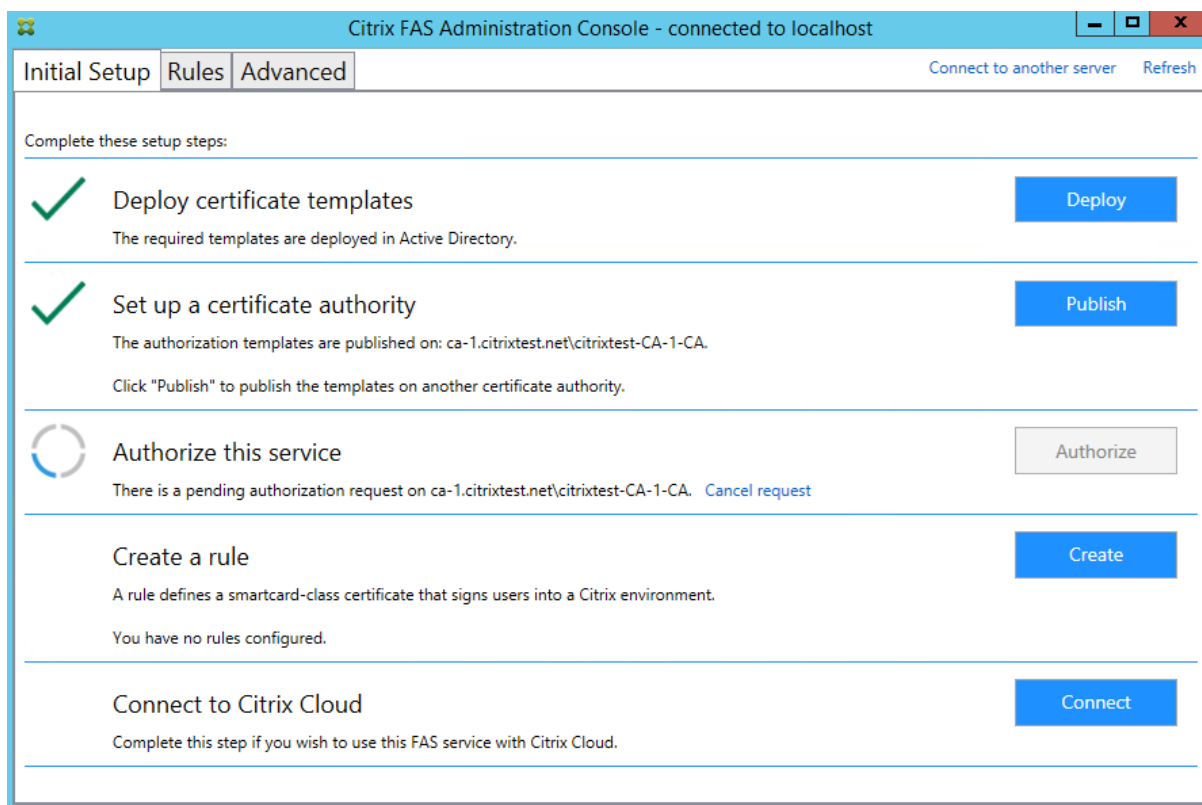 Citrix FAS Administration Console - connected to localhost
Initial Setup Rules Advanced Connect to another server Refresh
Complete these setup steps:
Deploy certificate templates
Deploy
The required templates are deployed in Active Directory.
Set up a certificate authority
Publish
The authorization templates are published on: ca-1.citrixtest.net\citrixtest-CA-1-CA.
Click "Publish" to publish the templates on another certificate authority.
Authorize this service
Authorize
There is a pending authorization request on ca-1.citrixtest.net\citrixtest-CA-1-CA. Cancel request
Create a rule
Create
A rule defines a smartcard-class certificate that signs users into a Citrix environment.
You have no rules configured.
Connect to Citrix Cloud
Connect
Complete this step if you wish to use this FAS service with Citrix Cloud.